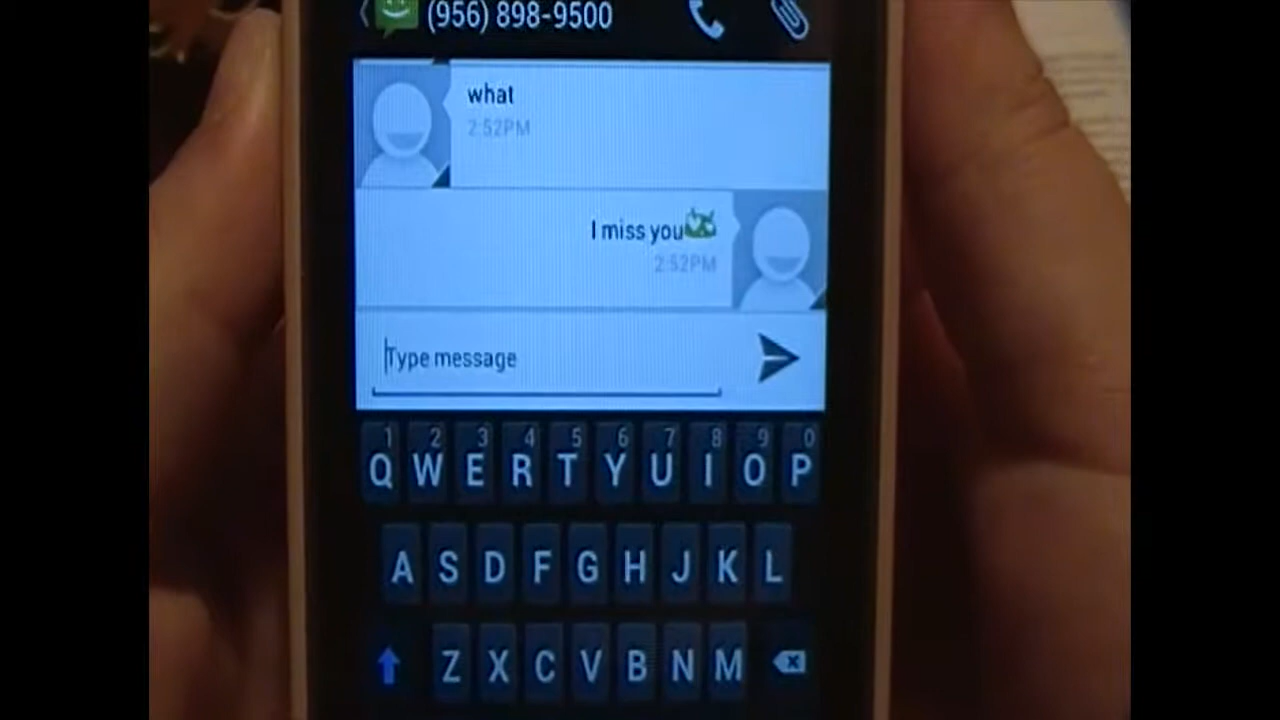 (956) 898-9500
what
2:52PM
I miss you
2:52PM
Type message
1 2 3 4 5 6 7 8 9 0
Q W E R T Y U I O P
A S D F G H J K L
Z X C V B N M